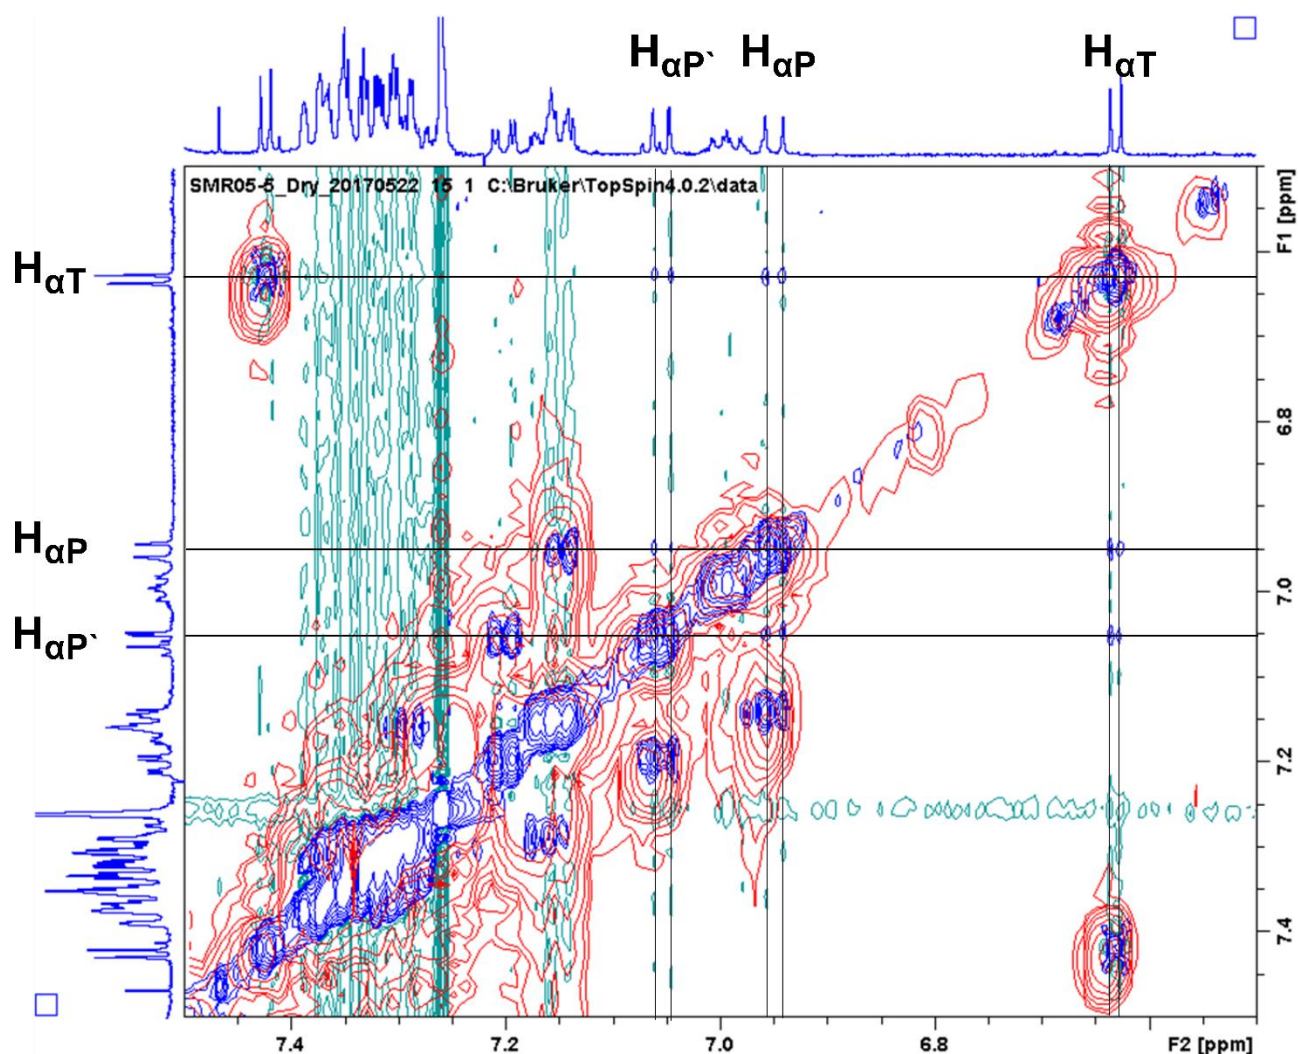 HαP` HαP HαT
SMR05-5_Dry_20170522 15 1 C:\Bruker\TopSpin4.0.2\data
F1 [ppm]
HαT
6.8
HαP
7.0
HαP`
7.2
7.4
7.4 7.2 7.0 6.8 F2 [ppm]